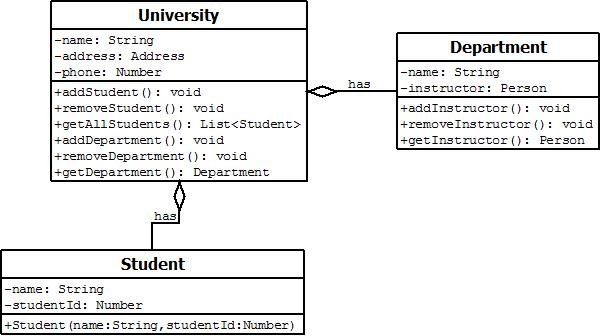 University
-name: String
-address: Address
-phone: Number
+addStudent(): void
+removeStudent(): void
+getAllStudents(): List<Student>
+addDepartment(): void
+removeDepartment(): void
+getDepartment(): Department
has
Department
-name: String
-instructor: Person
+addInstructor(): void
+removeInstructor(): void
+getInstructor(): Person
has
Student
-name: String
-studentId: Number
+Student(name:String,studentId:Number)